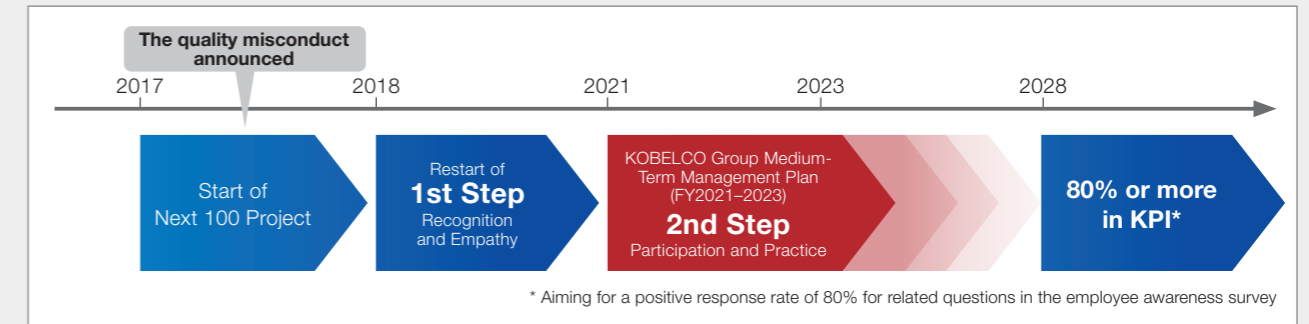 The quality misconduct
announced
2017
2018
2021
2023
2028
Start of
Next 100 Project
Restart of
1st Step
Recognition
and Empathy
KOBELCO Group Medium-
Term Management Plan
(FY2021–2023)
2nd Step
Participation and Practice
80% or more
in KPI*
* Aiming for a positive response rate of 80% for related questions in the employee awareness survey